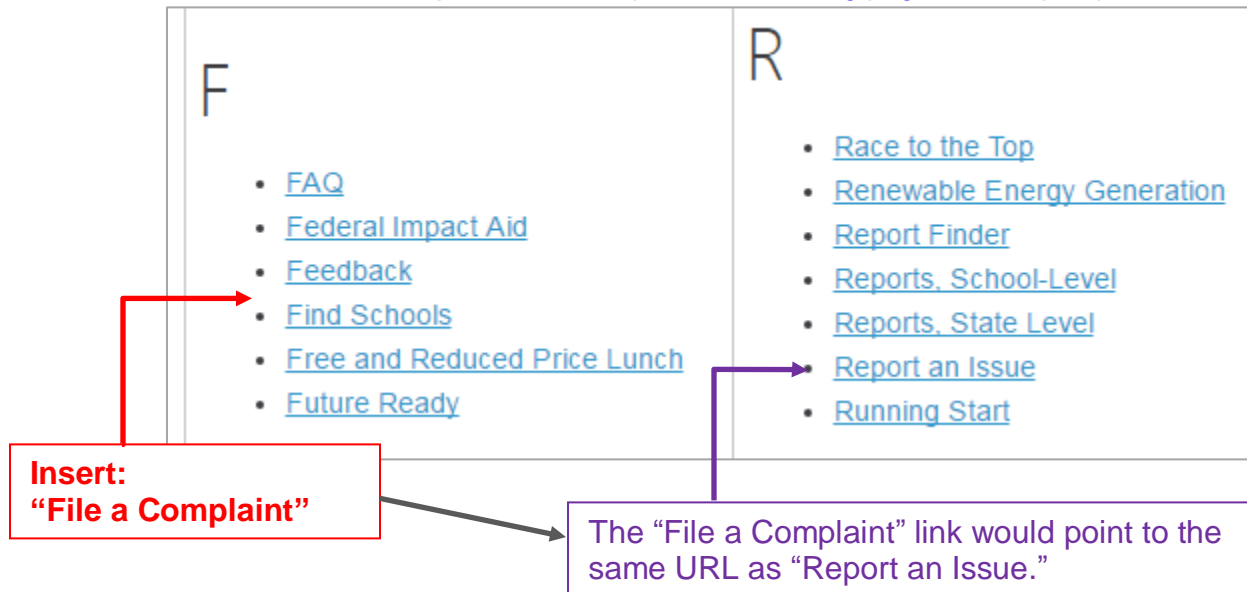 F
FAQ
Federal Impact Aid
Feedback
Find Schools
Free and Reduced Price Lunch
Future Ready
R
Race to the Top
Renewable Energy Generation
Report Finder
Reports, School-Level
Reports, State Level
Report an Issue
Running Start
Insert:
“File a Complaint”
The “File a Complaint” link would point to the
same URL as “Report an Issue.”